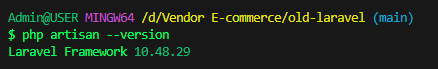 Admin@USER MINGW64 /d/Vendor E-commerce/old-laravel (main)
$ php artisan --version
Laravel Framework 10.48.29